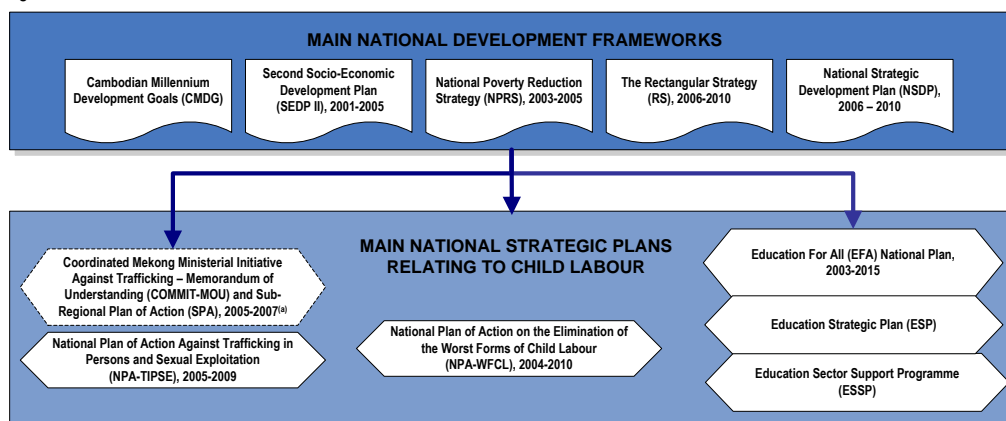 MAIN NATIONAL DEVELOPMENT FRAMEWORKS
Cambodian Millennium
Development Goals (CMDG)
Second Socio-Economic
Development Plan
(SEDP II), 2001-2005
National Poverty Reduction
Strategy (NPRS), 2003-2005
The Rectangular Strategy
(RS), 2006-2010
National Strategic
Development Plan (NSDP),
2006 – 2010
MAIN NATIONAL STRATEGIC PLANS
RELATING TO CHILD LABOUR
Coordinated Mekong Ministerial Initiative
Against Trafficking – Memorandum of
Understanding (COMMIT-MOU) and Sub-
Regional Plan of Action (SPA), 2005-2007(a)
National Plan of Action Against Trafficking in
Persons and Sexual Exploitation
(NPA-TIPSE), 2005-2009
National Plan of Action on the Elimination of
the Worst Forms of Child Labour
(NPA-WFCL), 2004-2010
Education For All (EFA) National Plan,
2003-2015
Education Strategic Plan (ESP)
Education Sector Support Programme
(ESSP)